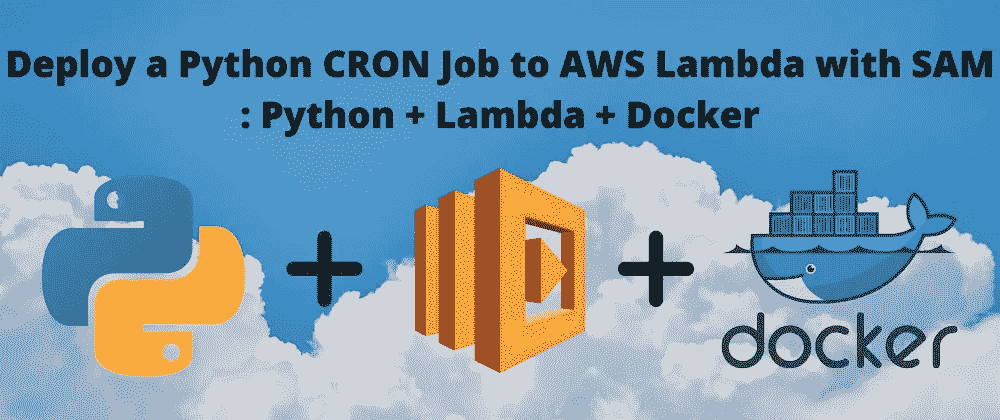 Deploy a Python CRON Job to AWS Lambda with SAM
: Python + Lambda + Docker
docker